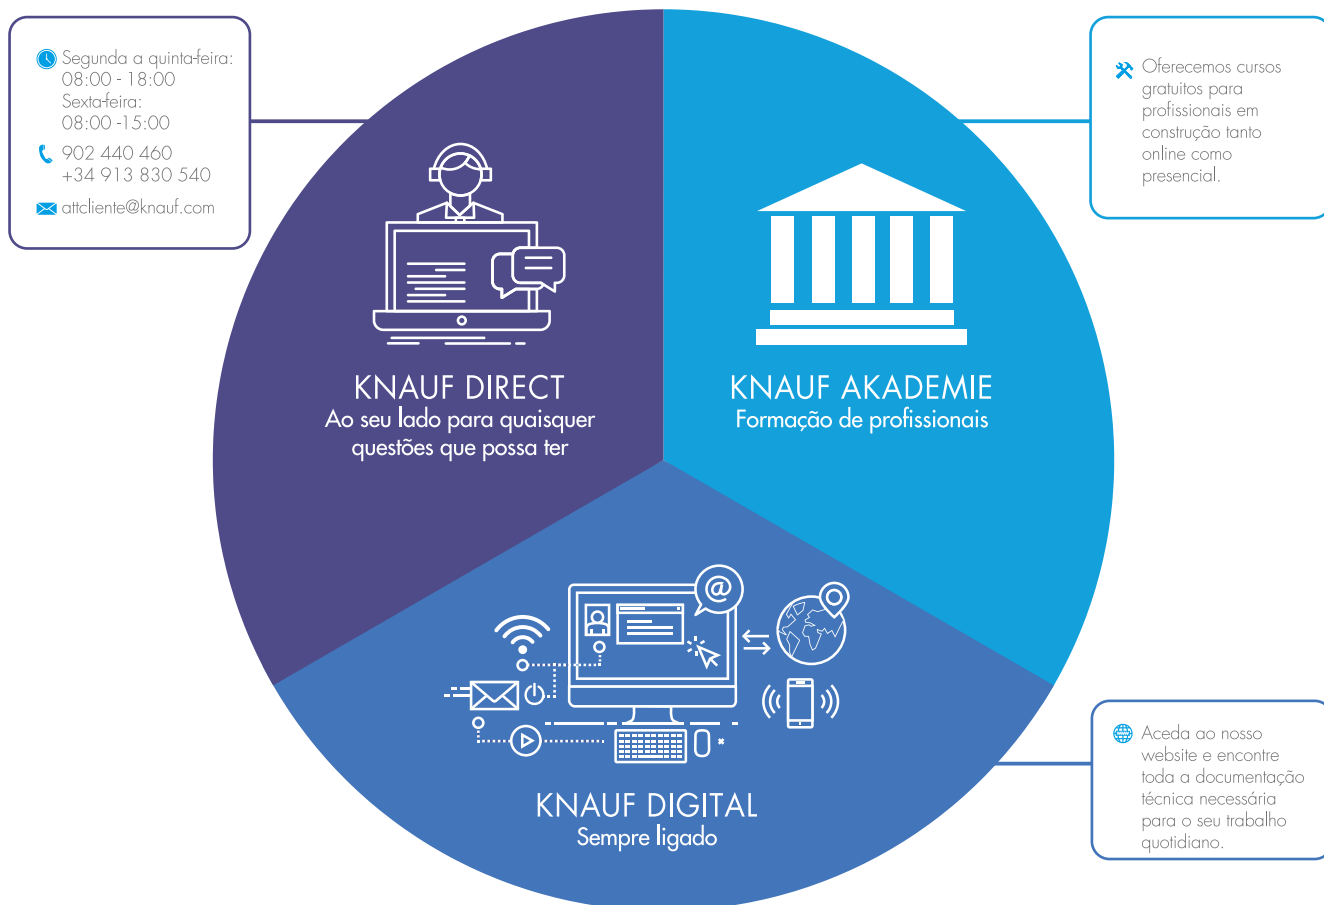 Segunda a quinta-feira:
08:00 - 18:00
Sexta-feira:
08:00 -15:00
902 440 460
+34 913 830 540
attcliente@knauf.com
Oferecemos cursos
gratuitos para
profissionais em
construção tanto
online como
presencial.
KNAUF DIRECT
Ao seu lado para quaisquer
questões que possa ter
KNAUF AKADEMIE
Formação de profissionais
@
KNAUF DIGITAL
Sempre ligado
Aceda ao nosso
website e encontre
toda a documentação
técnica necessária
para o seu trabalho
quotidiano.